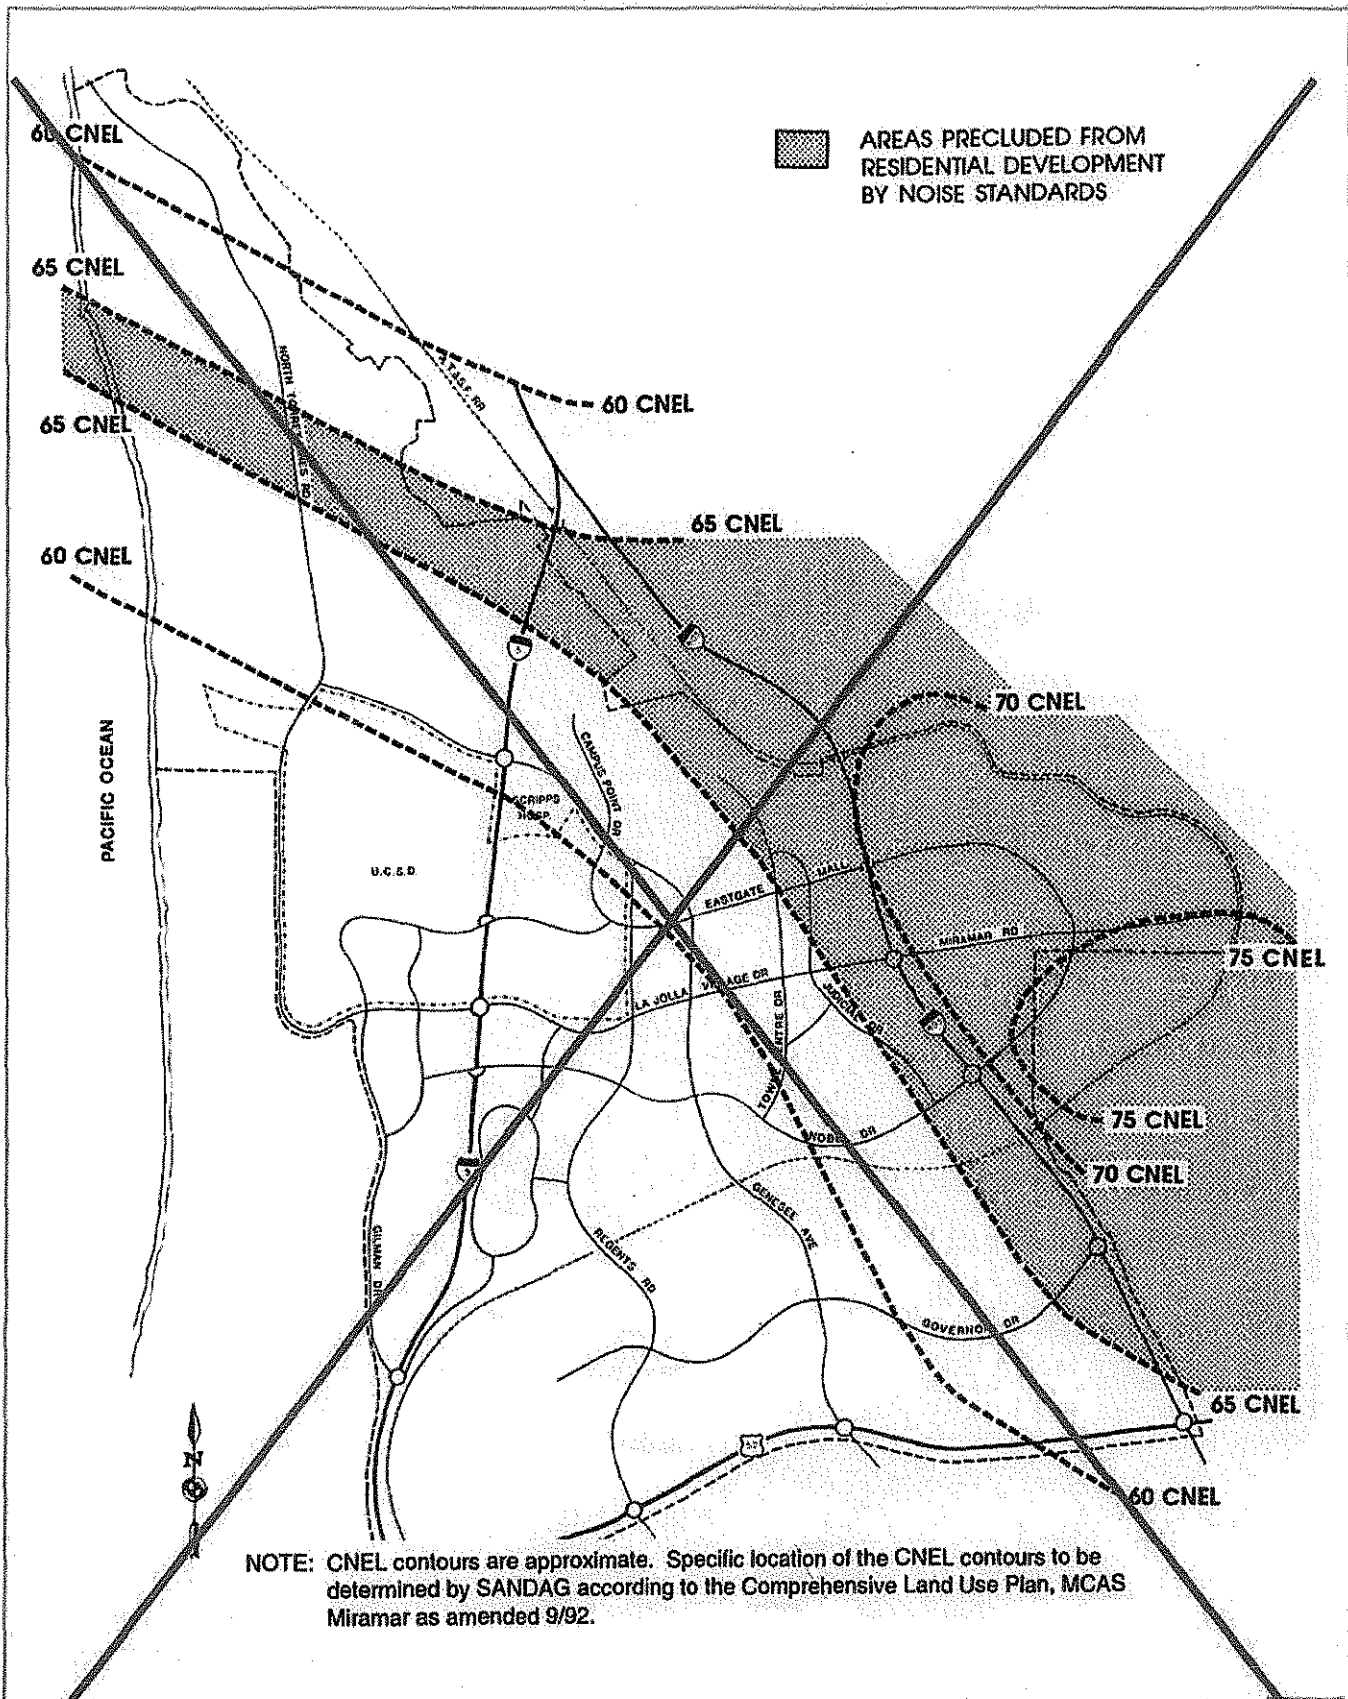 60 CNEL
AREAS PRECLUDED FROM
RESIDENTIAL DEVELOPMENT
BY NOISE STANDARDS
65 CNEL
60 CNEL
65 CNEL
65 CNEL
60 CNEL
5
70 CNEL
PACIFIC OCEAN
CAMPUS POINT DR
SCRIPPS
HOSP
U.C.S.D.
EASTGATE MALL
MIRAMAR RD
75 CNEL
LA JOLLA VILLAGE DR
75 CNEL
70 CNEL
GENESEE AVE
REGENTS RD
GILMAN DR
GOVERNOR DR
65 CNEL
60 CNEL
N
NOTE: CNEL contours are approximate. Specific location of the CNEL contours to be
determined by SANDAG according to the Comprehensive Land Use Plan, MCAS
Miramar as amended 9/92.